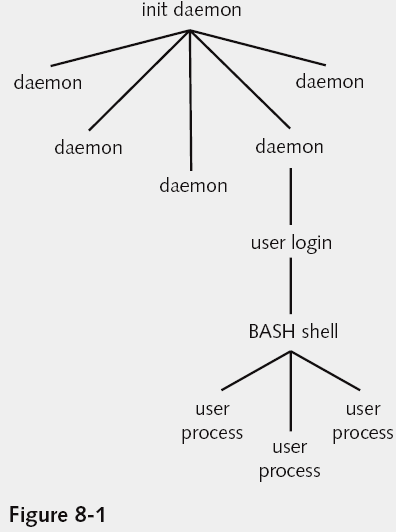 init daemon
daemon
daemon
daemon
daemon
daemon
user login
BASH shell
user
process
user
process
user
process
Figure 8-1